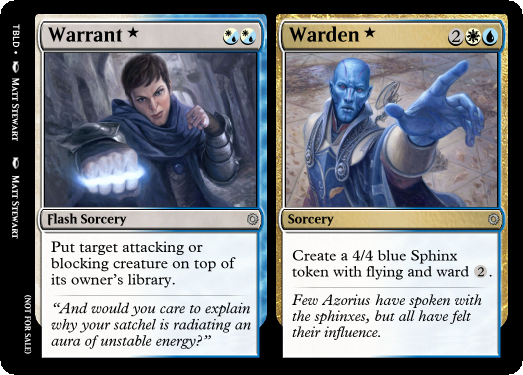 Warrant ★
Flash Sorcery
Put target attacking or
blocking creature on top of
its owner's library.
"And would you care to explain
why your satchel is radiating an
aura of unstable energy?"
Warden ★
2
Sorcery
Create a 4/4 blue Sphinx
token with flying and ward 2.
Few Azorius have spoken with
the sphinxes, but all have felt
their influence.
TBLD • Matt Stewart
Matt Stewart
(NOT FOR SALE)